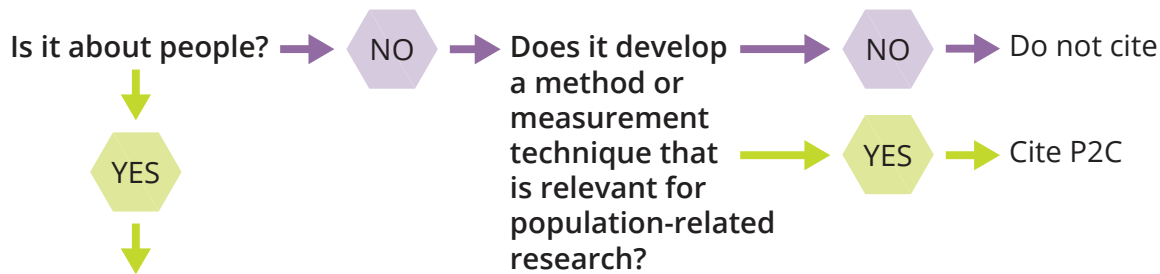 Is it about people?
NO
Does it develop
a method or
measurement
technique that
is relevant for
population-related
research?
NO
Do not cite
YES
Cite P2C
YES